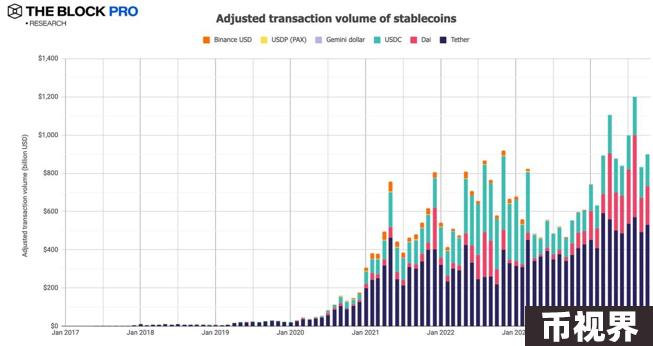 THE BLOCK PRO
• RESEARCH
Adjusted transaction volume of stablecoins
Binance USD USDP (PAX) Gemini dollar USDC Dai Tether
Adjusted transaction volume (billion USD)
$1,400
$1,200
$1,000
$800
$600
$400
$200
$0
Jan 2017 Jan 2018 Jan 2019 Jan 2020 Jan 2021 Jan 2022
币视界